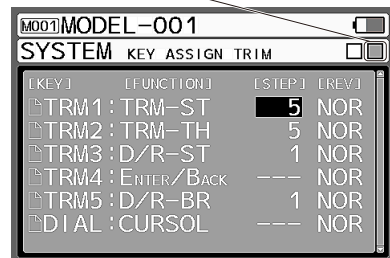 M001 MODEL-001
SYSTEM KEY ASSIGN TRIM
[KEY] [FUNCTION] [STEP] [REV]
TRM1:TRM-ST 5 NOR
TRM2:TRM-TH 5 NOR
TRM3:D/R-ST 1 NOR
TRM4:ENTER/BACK --- NOR
TRM5:D/R-BR 1 NOR
DIAL:CURSOL --- NOR